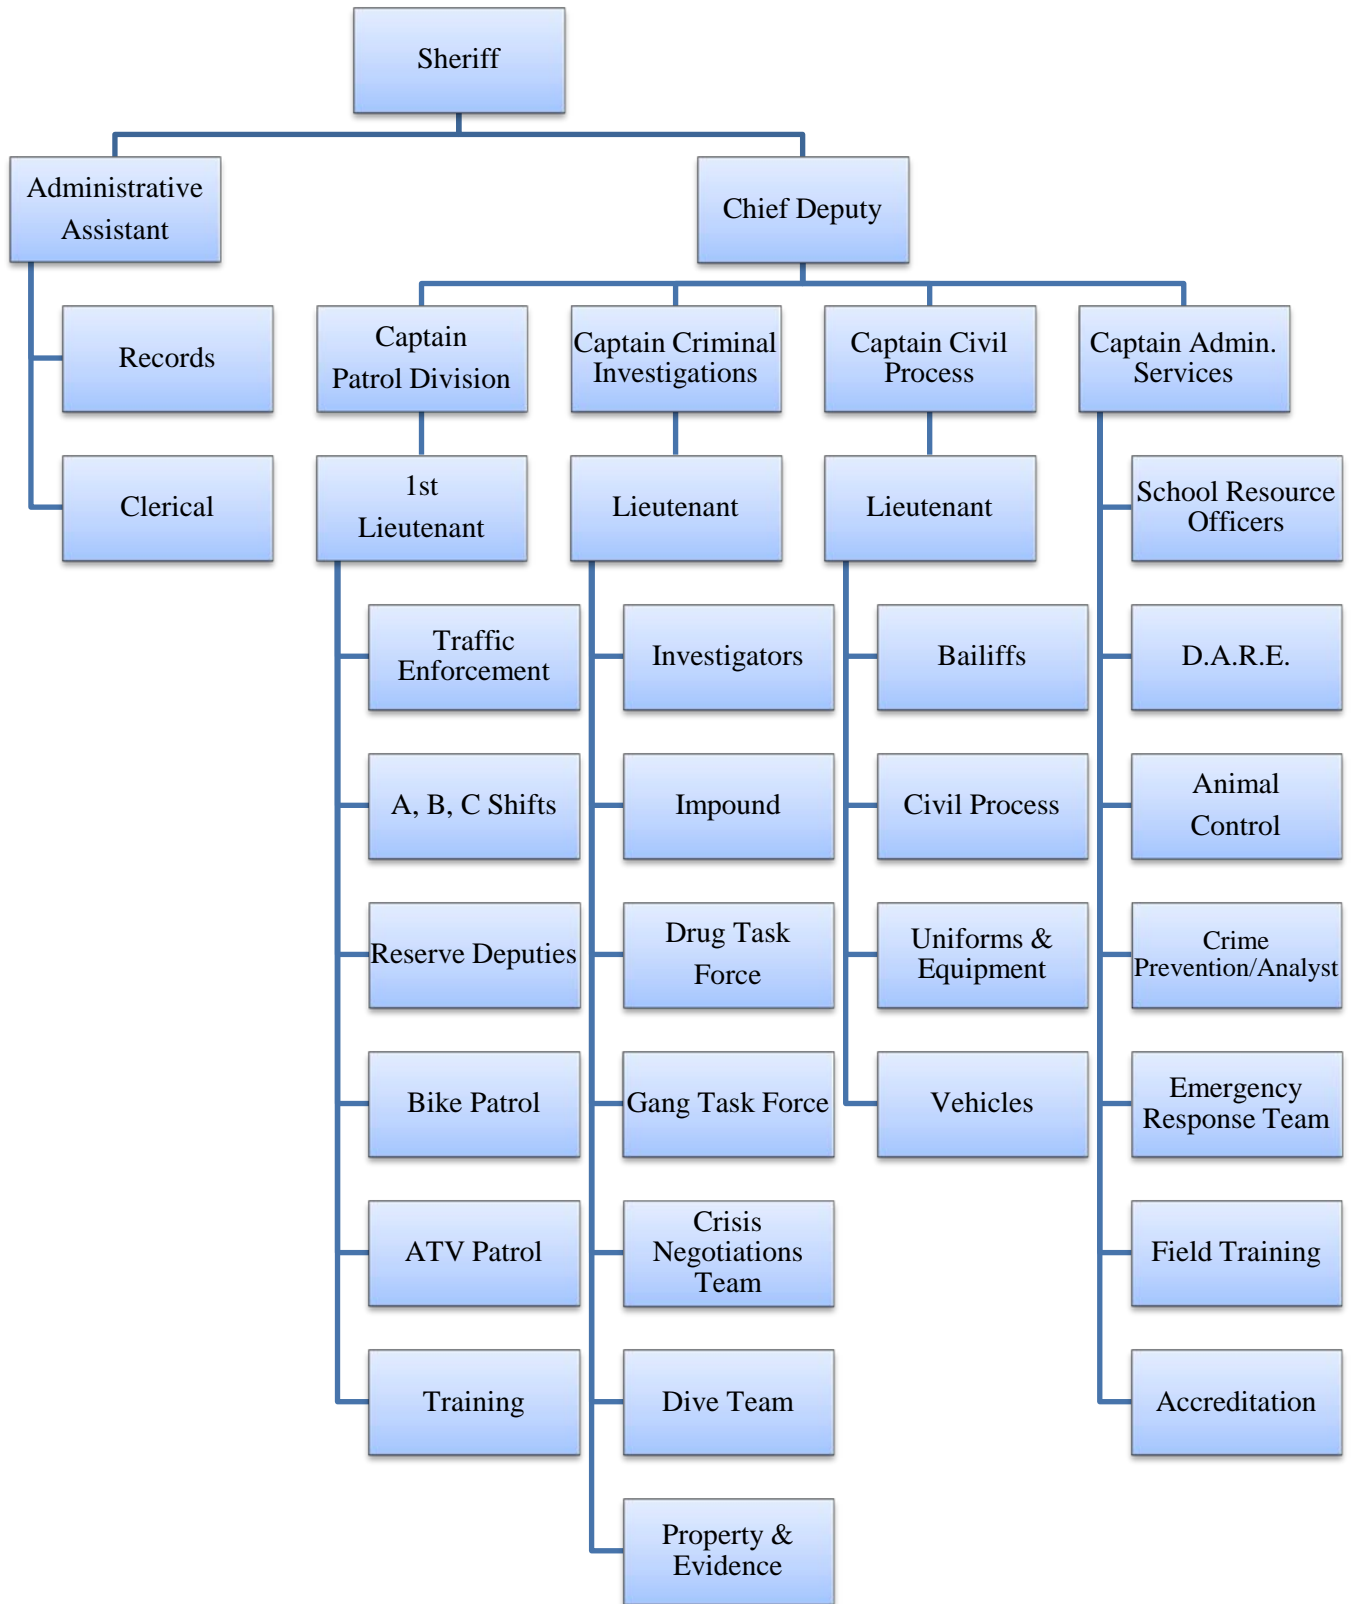 Sheriff
Administrative
Assistant
Chief Deputy
Records
Captain
Patrol Division
Captain Criminal
Investigations
Captain Civil
Process
Captain Admin.
Services
Clerical
1st
Lieutenant
Lieutenant
Lieutenant
School Resource
Officers
Traffic
Enforcement
Investigators
Bailiffs
D.A.R.E.
A, B, C Shifts
Impound
Civil Process
Animal
Control
Reserve Deputies
Drug Task
Force
Uniforms &
Equipment
Crime
Prevention/Analyst
Bike Patrol
Gang Task Force
Vehicles
Emergency
Response Team
ATV Patrol
Crisis
Negotiations
Team
Field Training
Training
Dive Team
Accreditation
Property &
Evidence